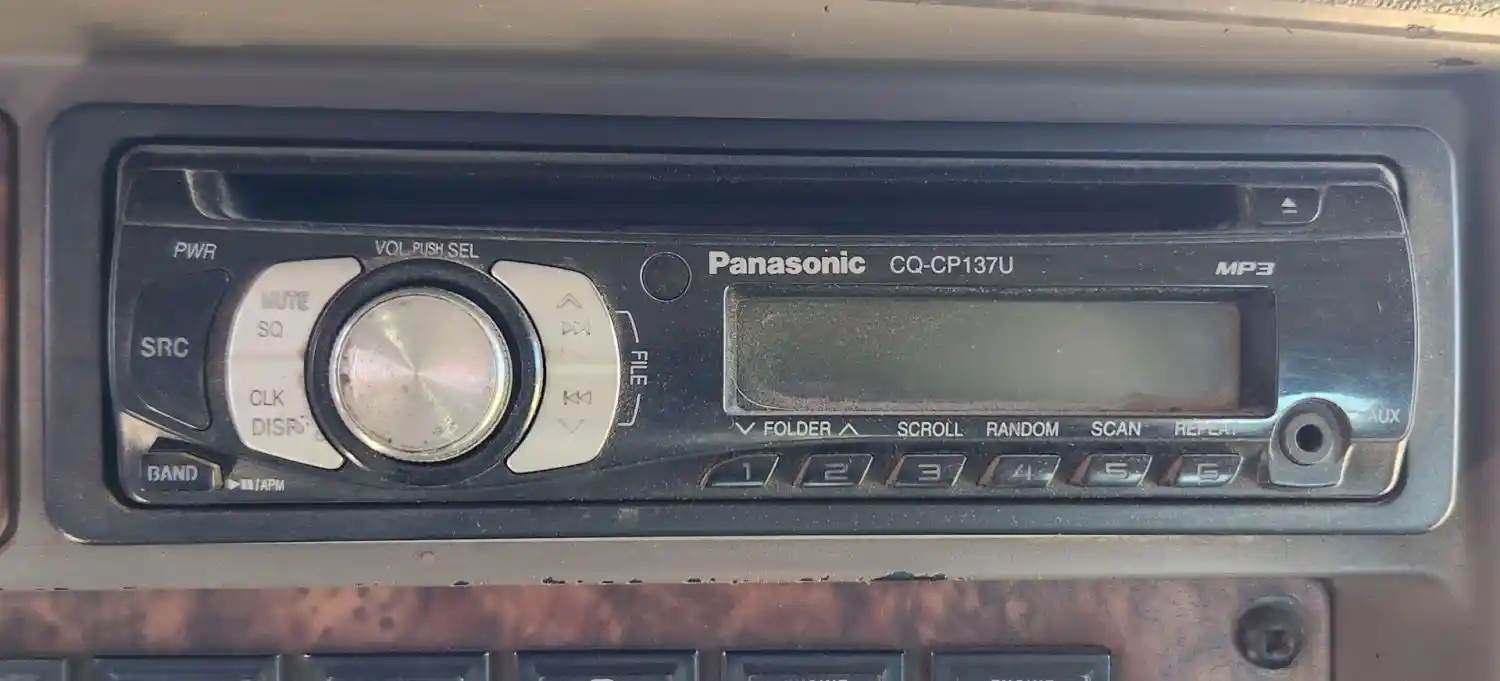 PWR
VOL PUSH SEL
Panasonic CQ-CP137U
MP3
MUTE
SQ
SRC
FILE
CLK
DISP
AUX
FOLDER SCROLL RANDOM SCAN REPEAT
BAND
/APM
1 2 3 4 5 6